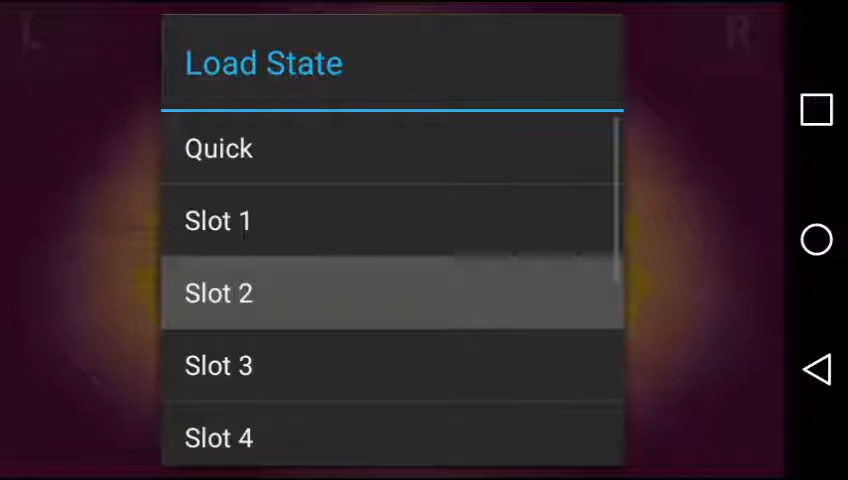 L
R
Load State
Quick
Slot 1
Slot 2
Slot 3
Slot 4